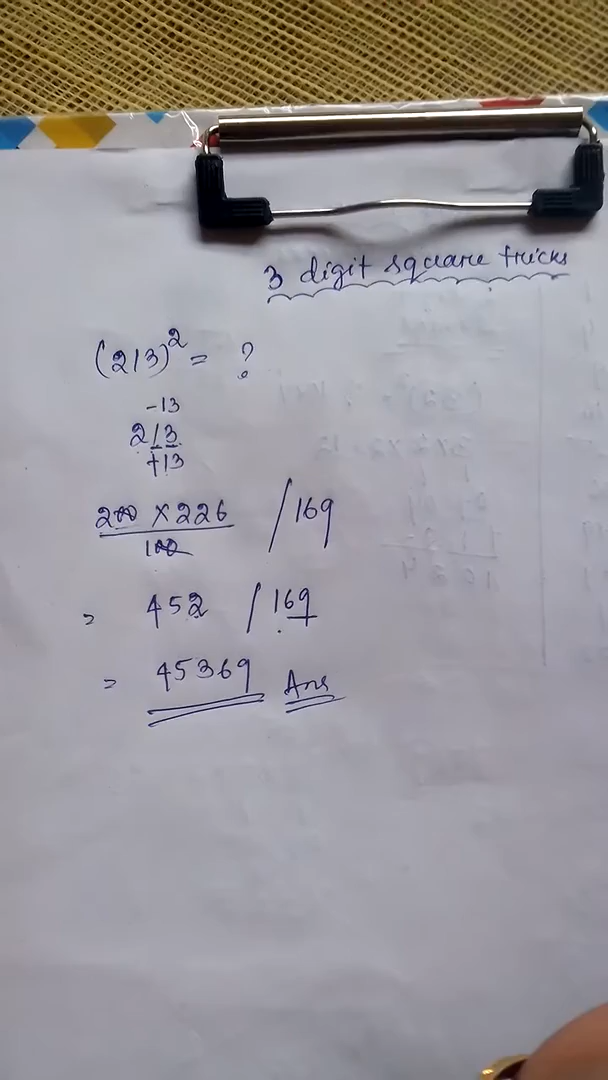 3 digit square tricks
(213)² = ?
-13
213
+13
200 × 226 / 169
100
= 452 / 169
= 45369 Ans